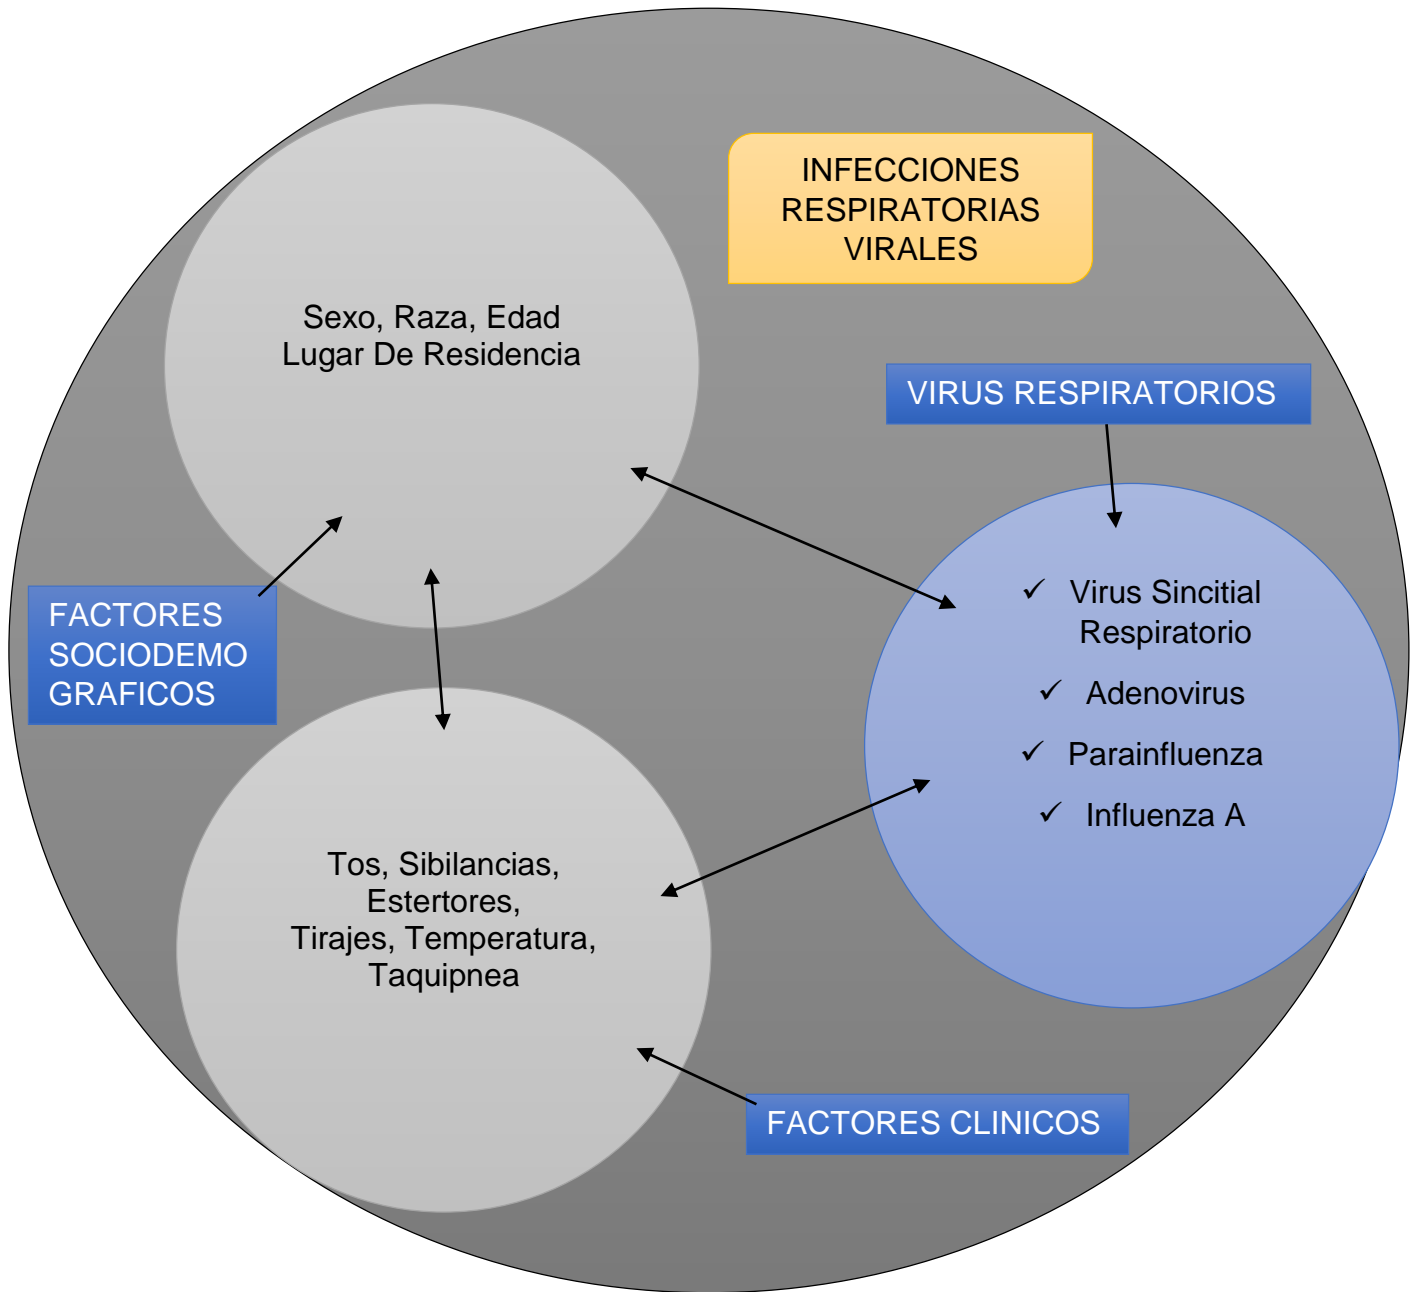 INFECCIONES
RESPIRATORIAS
VIRALES
Sexo, Raza, Edad
Lugar De Residencia
VIRUS RESPIRATORIOS
FACTORES
SOCIODEMO
GRAFICOS
✓ Virus Sincitial
Respiratorio
✓ Adenovirus
✓ Parainfluenza
✓ Influenza A
Tos, Sibilancias,
Estertores,
Tirajes, Temperatura,
Taquipnea
FACTORES CLINICOS